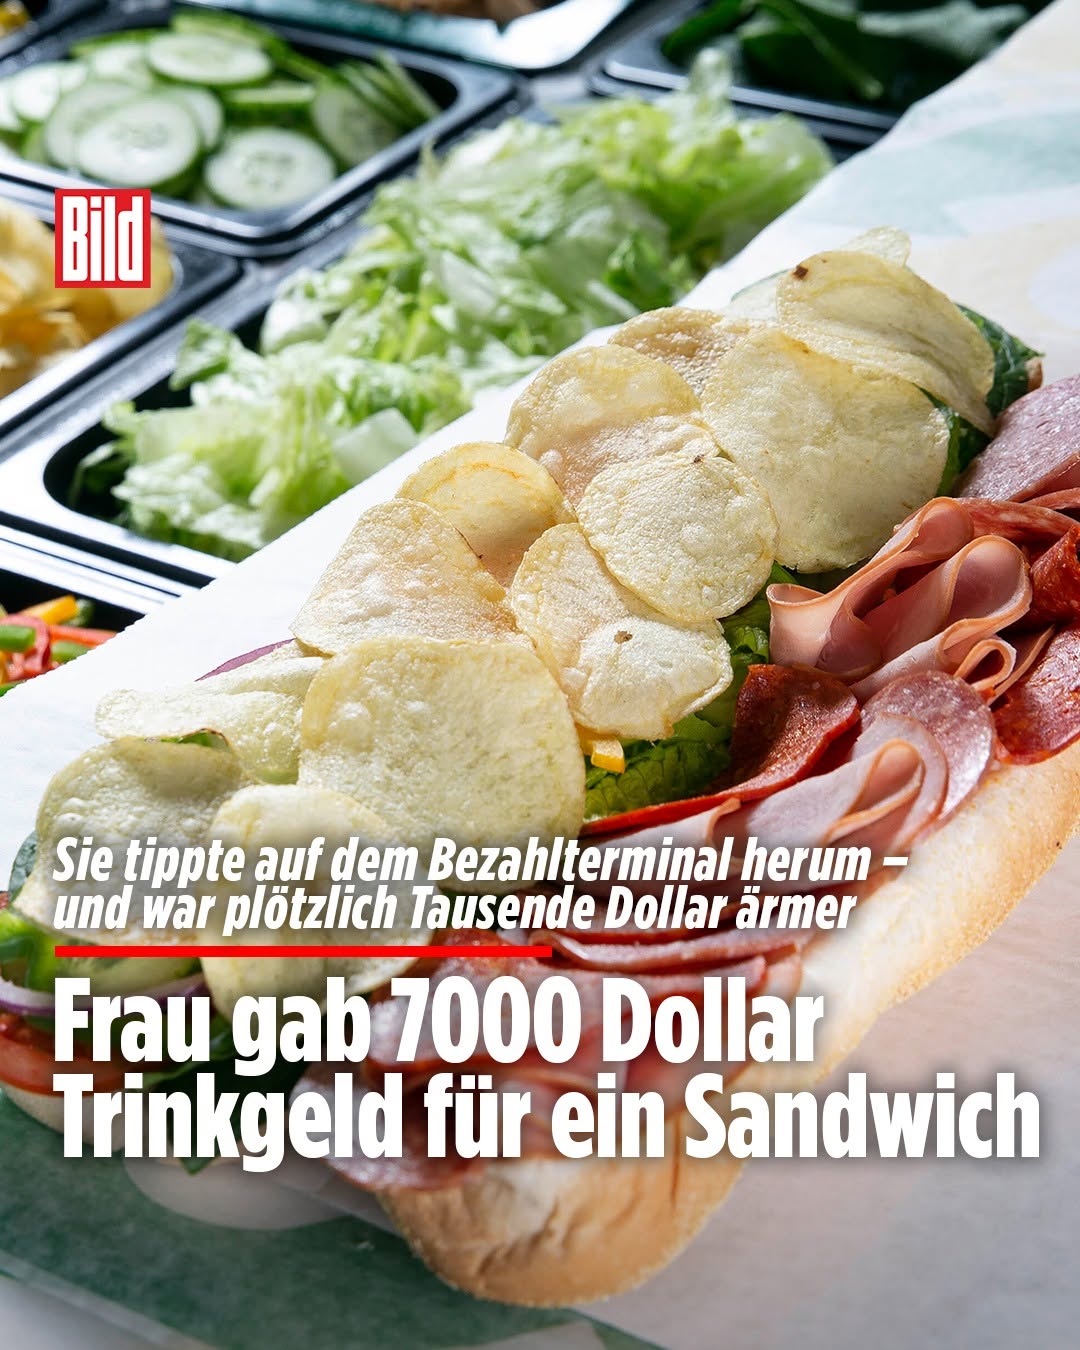 Bild
Sie tippte auf dem Bezahlterminal herum –
und war plötzlich Tausende Dollar ärmer
Frau gab 7000 Dollar
Trinkgeld für ein Sandwich